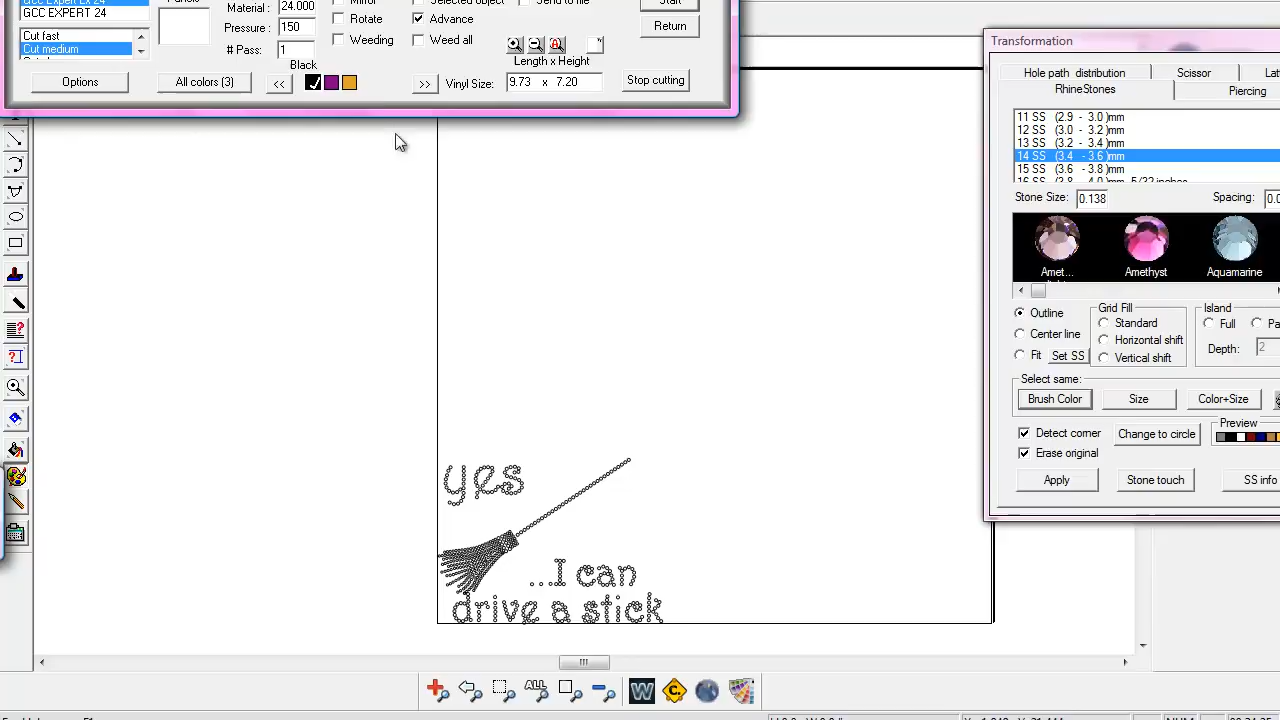 GCC EXPERT 24
Material : 24.000
Rotate
Advance
Pressure : 150
Return
Cut fast
Cut medium
Weeding
Weed all
# Pass: 1
Length x Height
Black
Options
All colors (3)
<<
>>
Vinyl Size: 9.73 x 7.20
Stop cutting
Transformation
Hole path distribution
Scissor
RhineStones
Piercing
11 SS (2.9 - 3.0 )mm
12 SS (3.0 - 3.2 )mm
13 SS (3.2 - 3.4 )mm
14 SS (3.4 - 3.6 )mm
15 SS (3.6 - 3.8 )mm
Stone Size: 0.138
Spacing:
Amet...
Amethyst
Aquamarine
Outline
Center line
Fit
Set SS
Grid Fill
Standard
Horizontal shift
Vertical shift
Island
Full
Depth: 2
Select same:
Brush Color
Size
Color+Size
Detect corner
Erase original
Change to circle
Preview
Apply
Stone touch
SS info
yes
...I can
drive a stick
ALL
W
C.